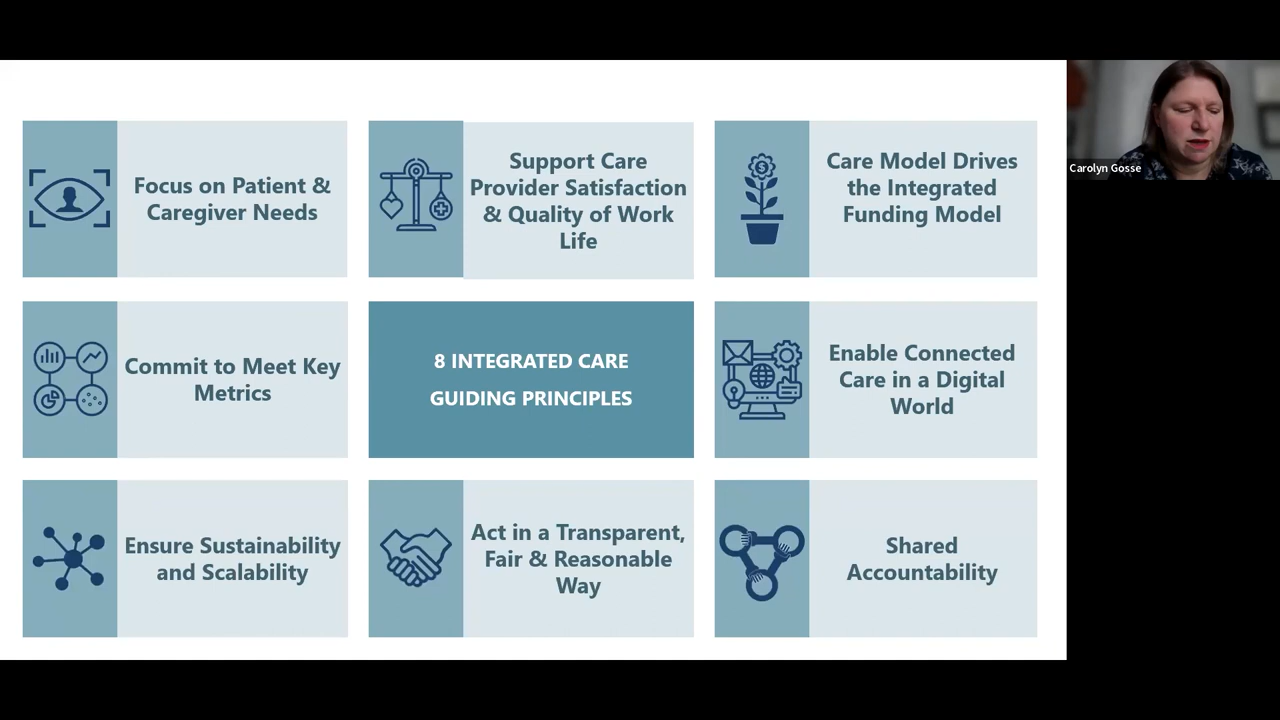 Focus on Patient &
Caregiver Needs
Support Care
Provider Satisfaction
& Quality of Work
Life
Care Model Drives
the Integrated
Funding Model
Carolyn Gosse
Commit to Meet Key
Metrics
8 INTEGRATED CARE
GUIDING PRINCIPLES
Enable Connected
Care in a Digital
World
Ensure Sustainability
and Scalability
Act in a Transparent,
Fair & Reasonable
Way
Shared
Accountability